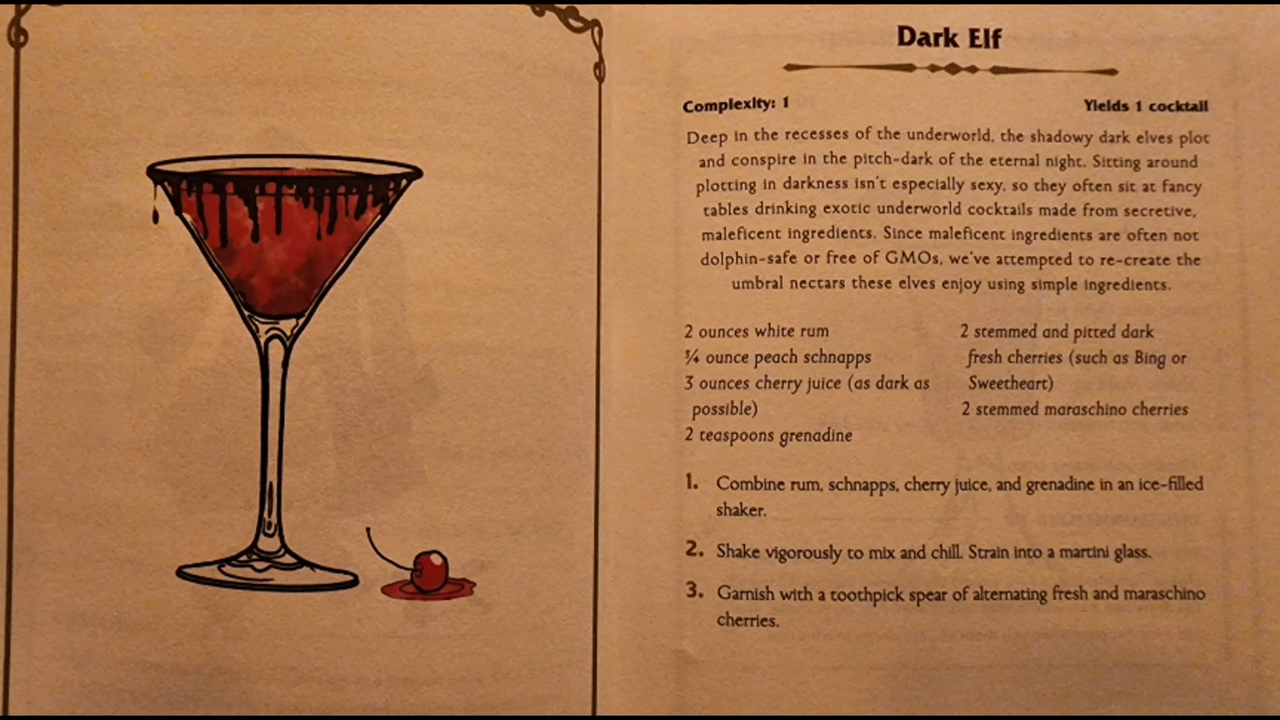 Dark Elf
Complexity: 1
Yields 1 cocktail
Deep in the recesses of the underworld, the shadowy dark elves plot
and conspire in the pitch-dark of the eternal night. Sitting around
plotting in darkness isn't especially sexy, so they often sit at fancy
tables drinking exotic underworld cocktails made from secretive,
maleficent ingredients. Since maleficent ingredients are often not
dolphin-safe or free of GMOs, we've attempted to re-create the
umbral nectars these elves enjoy using simple ingredients.
2 ounces white rum
¾ ounce peach schnapps
3 ounces cherry juice (as dark as
possible)
2 teaspoons grenadine
2 stemmed and pitted dark
fresh cherries (such as Bing or
Sweetheart)
2 stemmed maraschino cherries
1. Combine rum, schnapps, cherry juice, and grenadine in an ice-filled
shaker.
2. Shake vigorously to mix and chill. Strain into a martini glass.
3. Garnish with a toothpick spear of alternating fresh and maraschino
cherries.